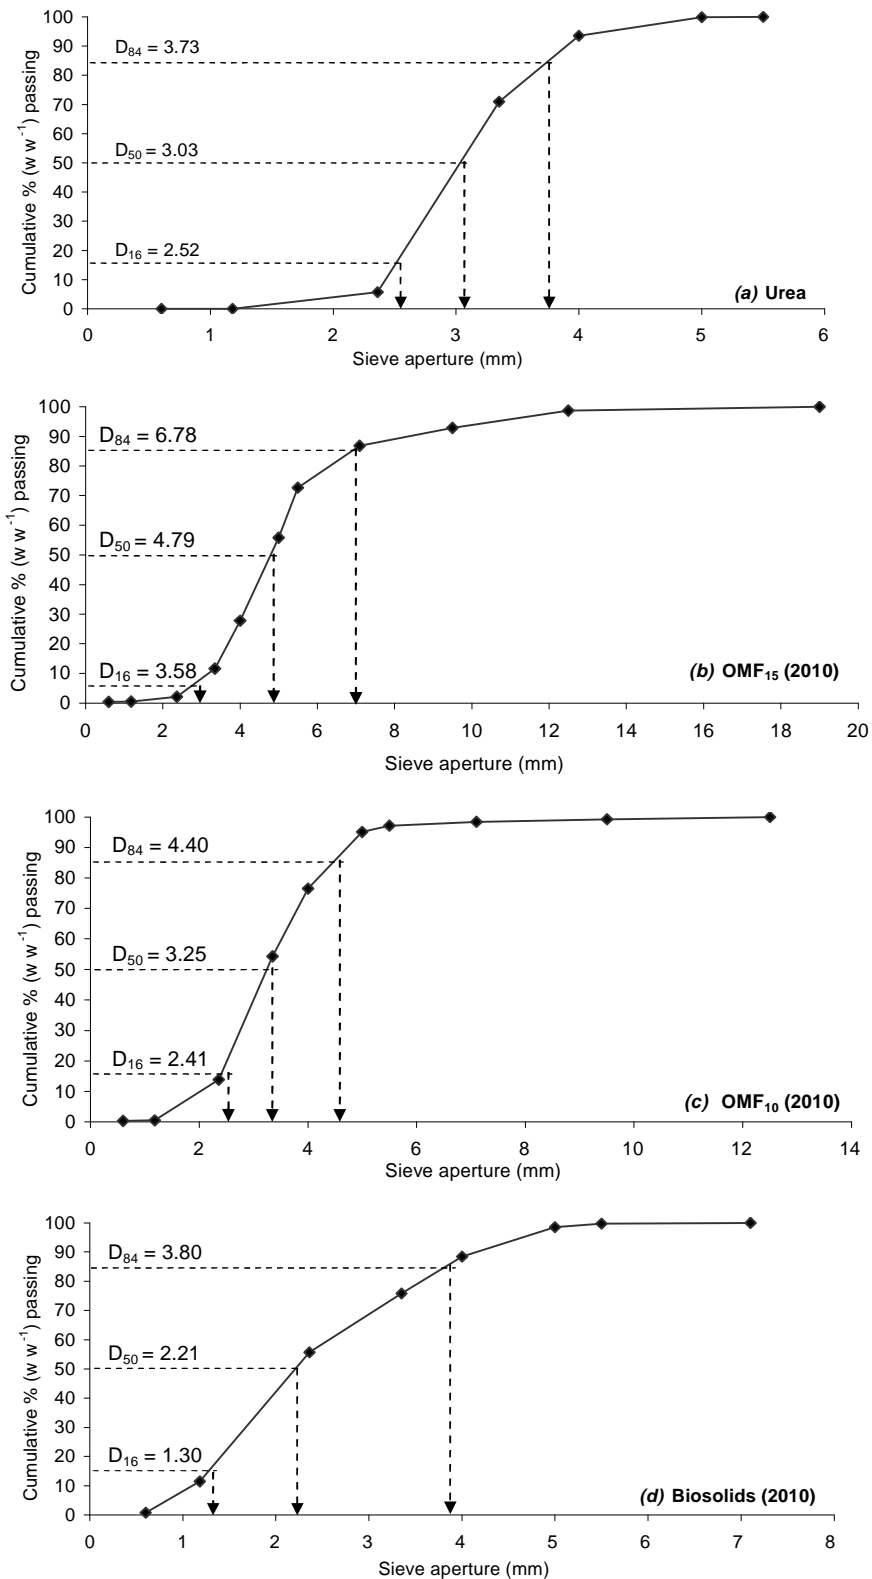 Cumulative % (w w⁻¹) passing
100
90
80
70
60
50
40
30
20
10
0
D₈₄ = 3.73
D₅₀ = 3.03
D₁₆ = 2.52
(a) Urea
0 1 2 3 4 5 6
Sieve aperture (mm)
Cumulative % (w w⁻¹) passing
100
90
80
70
60
50
40
30
20
10
0
D₈₄ = 6.78
D₅₀ = 4.79
D₁₆ = 3.58
(b) OMF₁₅ (2010)
0 2 4 6 8 10 12 14 16 18 20
Sieve aperture (mm)
Cumulative % (w w⁻¹) passing
100
90
80
70
60
50
40
30
20
10
0
D₈₄ = 4.40
D₅₀ = 3.25
D₁₆ = 2.41
(c) OMF₁₀ (2010)
0 2 4 6 8 10 12 14
Sieve aperture (mm)
Cumulative % (w w⁻¹) passing
100
90
80
70
60
50
40
30
20
10
0
D₈₄ = 3.80
D₅₀ = 2.21
D₁₆ = 1.30
(d) Biosolids (2010)
0 1 2 3 4 5 6 7 8
Sieve aperture (mm)